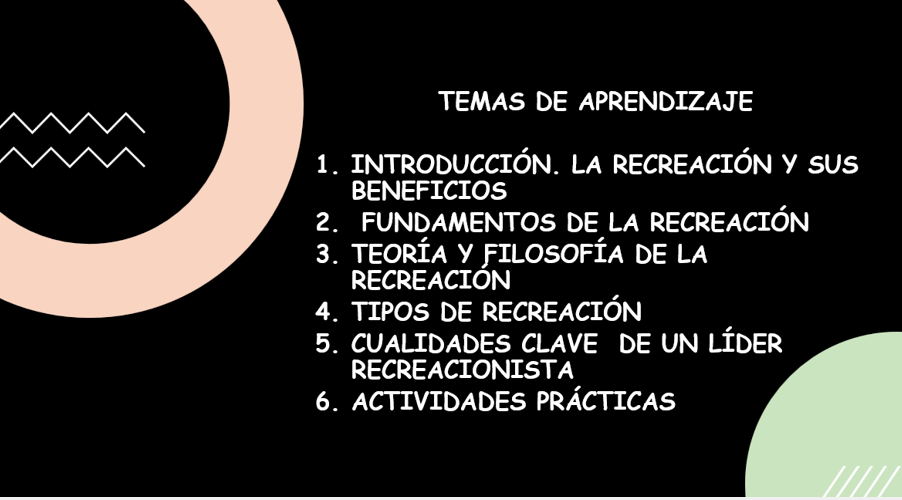 TEMAS DE APRENDIZAJE
1. INTRODUCCIÓN. LA RECREACIÓN Y SUS
BENEFICIOS
2. FUNDAMENTOS DE LA RECREACIÓN
3. TEORÍA Y FILOSOFÍA DE LA
RECREACIÓN
4. TIPOS DE RECREACIÓN
5. CUALIDADES CLAVE DE UN LÍDER
RECREACIONISTA
6. ACTIVIDADES PRÁCTICAS